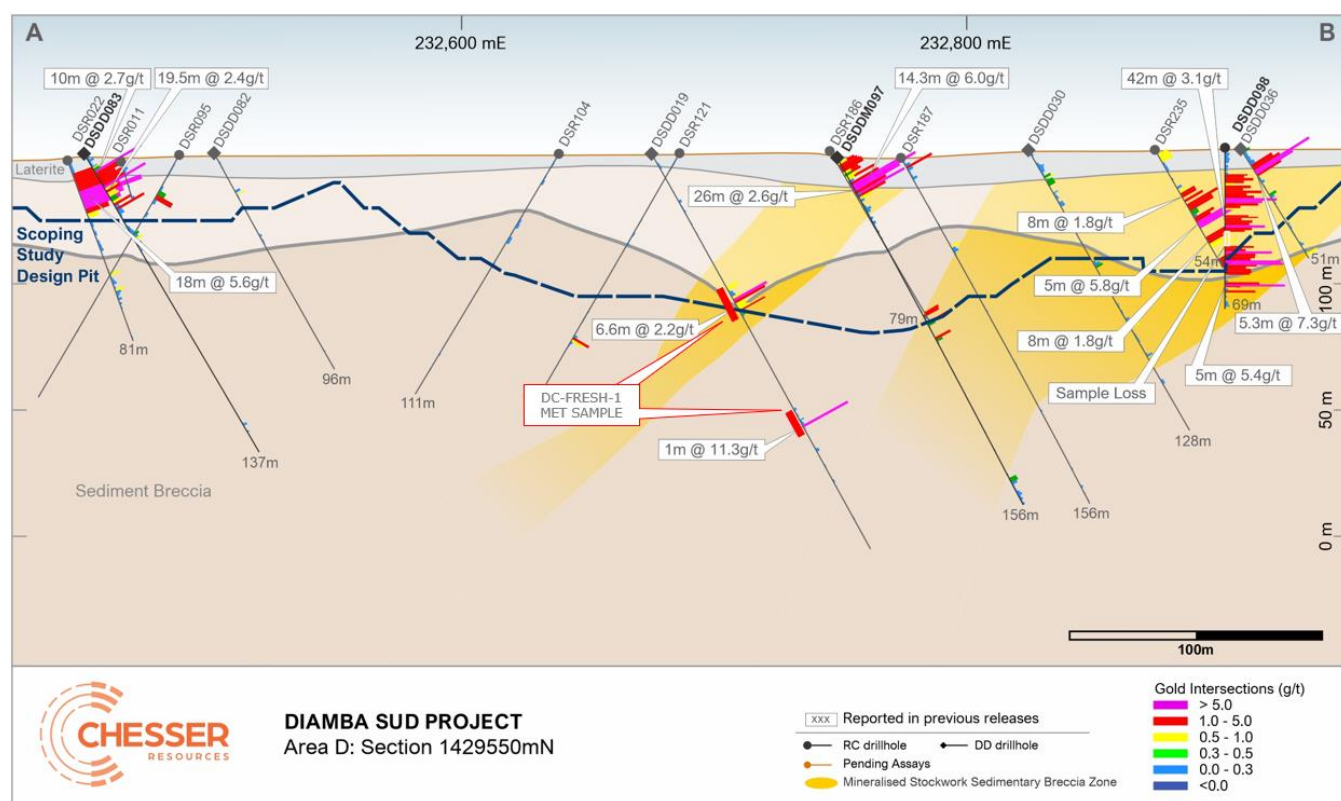 A
B
232,600 mE
232,800 mE
10m @ 2.7g/t
19.5m @ 2.4g/t
14.3m @ 6.0g/t
42m @ 3.1g/t
DSR022
DSDD083
DSR011
DSR095
DSDD082
DSR104
DSDD019
DSR121
DSR186
DSDDM097
DSR187
DSDD030
DSR235
DSDD098
DSDD036
Laterite
26m @ 2.6g/t
8m @ 1.8g/t
Scoping
Study
Design Pit
18m @ 5.6g/t
54m
51m
5m @ 5.8g/t
100 m
69m
6.6m @ 2.2g/t
79m
5.3m @ 7.3g/t
81m
8m @ 1.8g/t
96m
5m @ 5.4g/t
111m
DC-FRESH-1
MET SAMPLE
Sample Loss
50 m
1m @ 11.3g/t
128m
137m
Sediment Breccia
156m
156m
0 m
100m
CHESSER
RESOURCES
DIAMBA SUD PROJECT
Area D: Section 1429550mN
xxx Reported in previous releases
RC drillhole
DD drillhole
Pending Assays
Mineralised Stockwork Sedimentary Breccia Zone
Gold Intersections (g/t)
> 5.0
1.0 - 5.0
0.5 - 1.0
0.3 - 0.5
0.0 - 0.3
<0.0